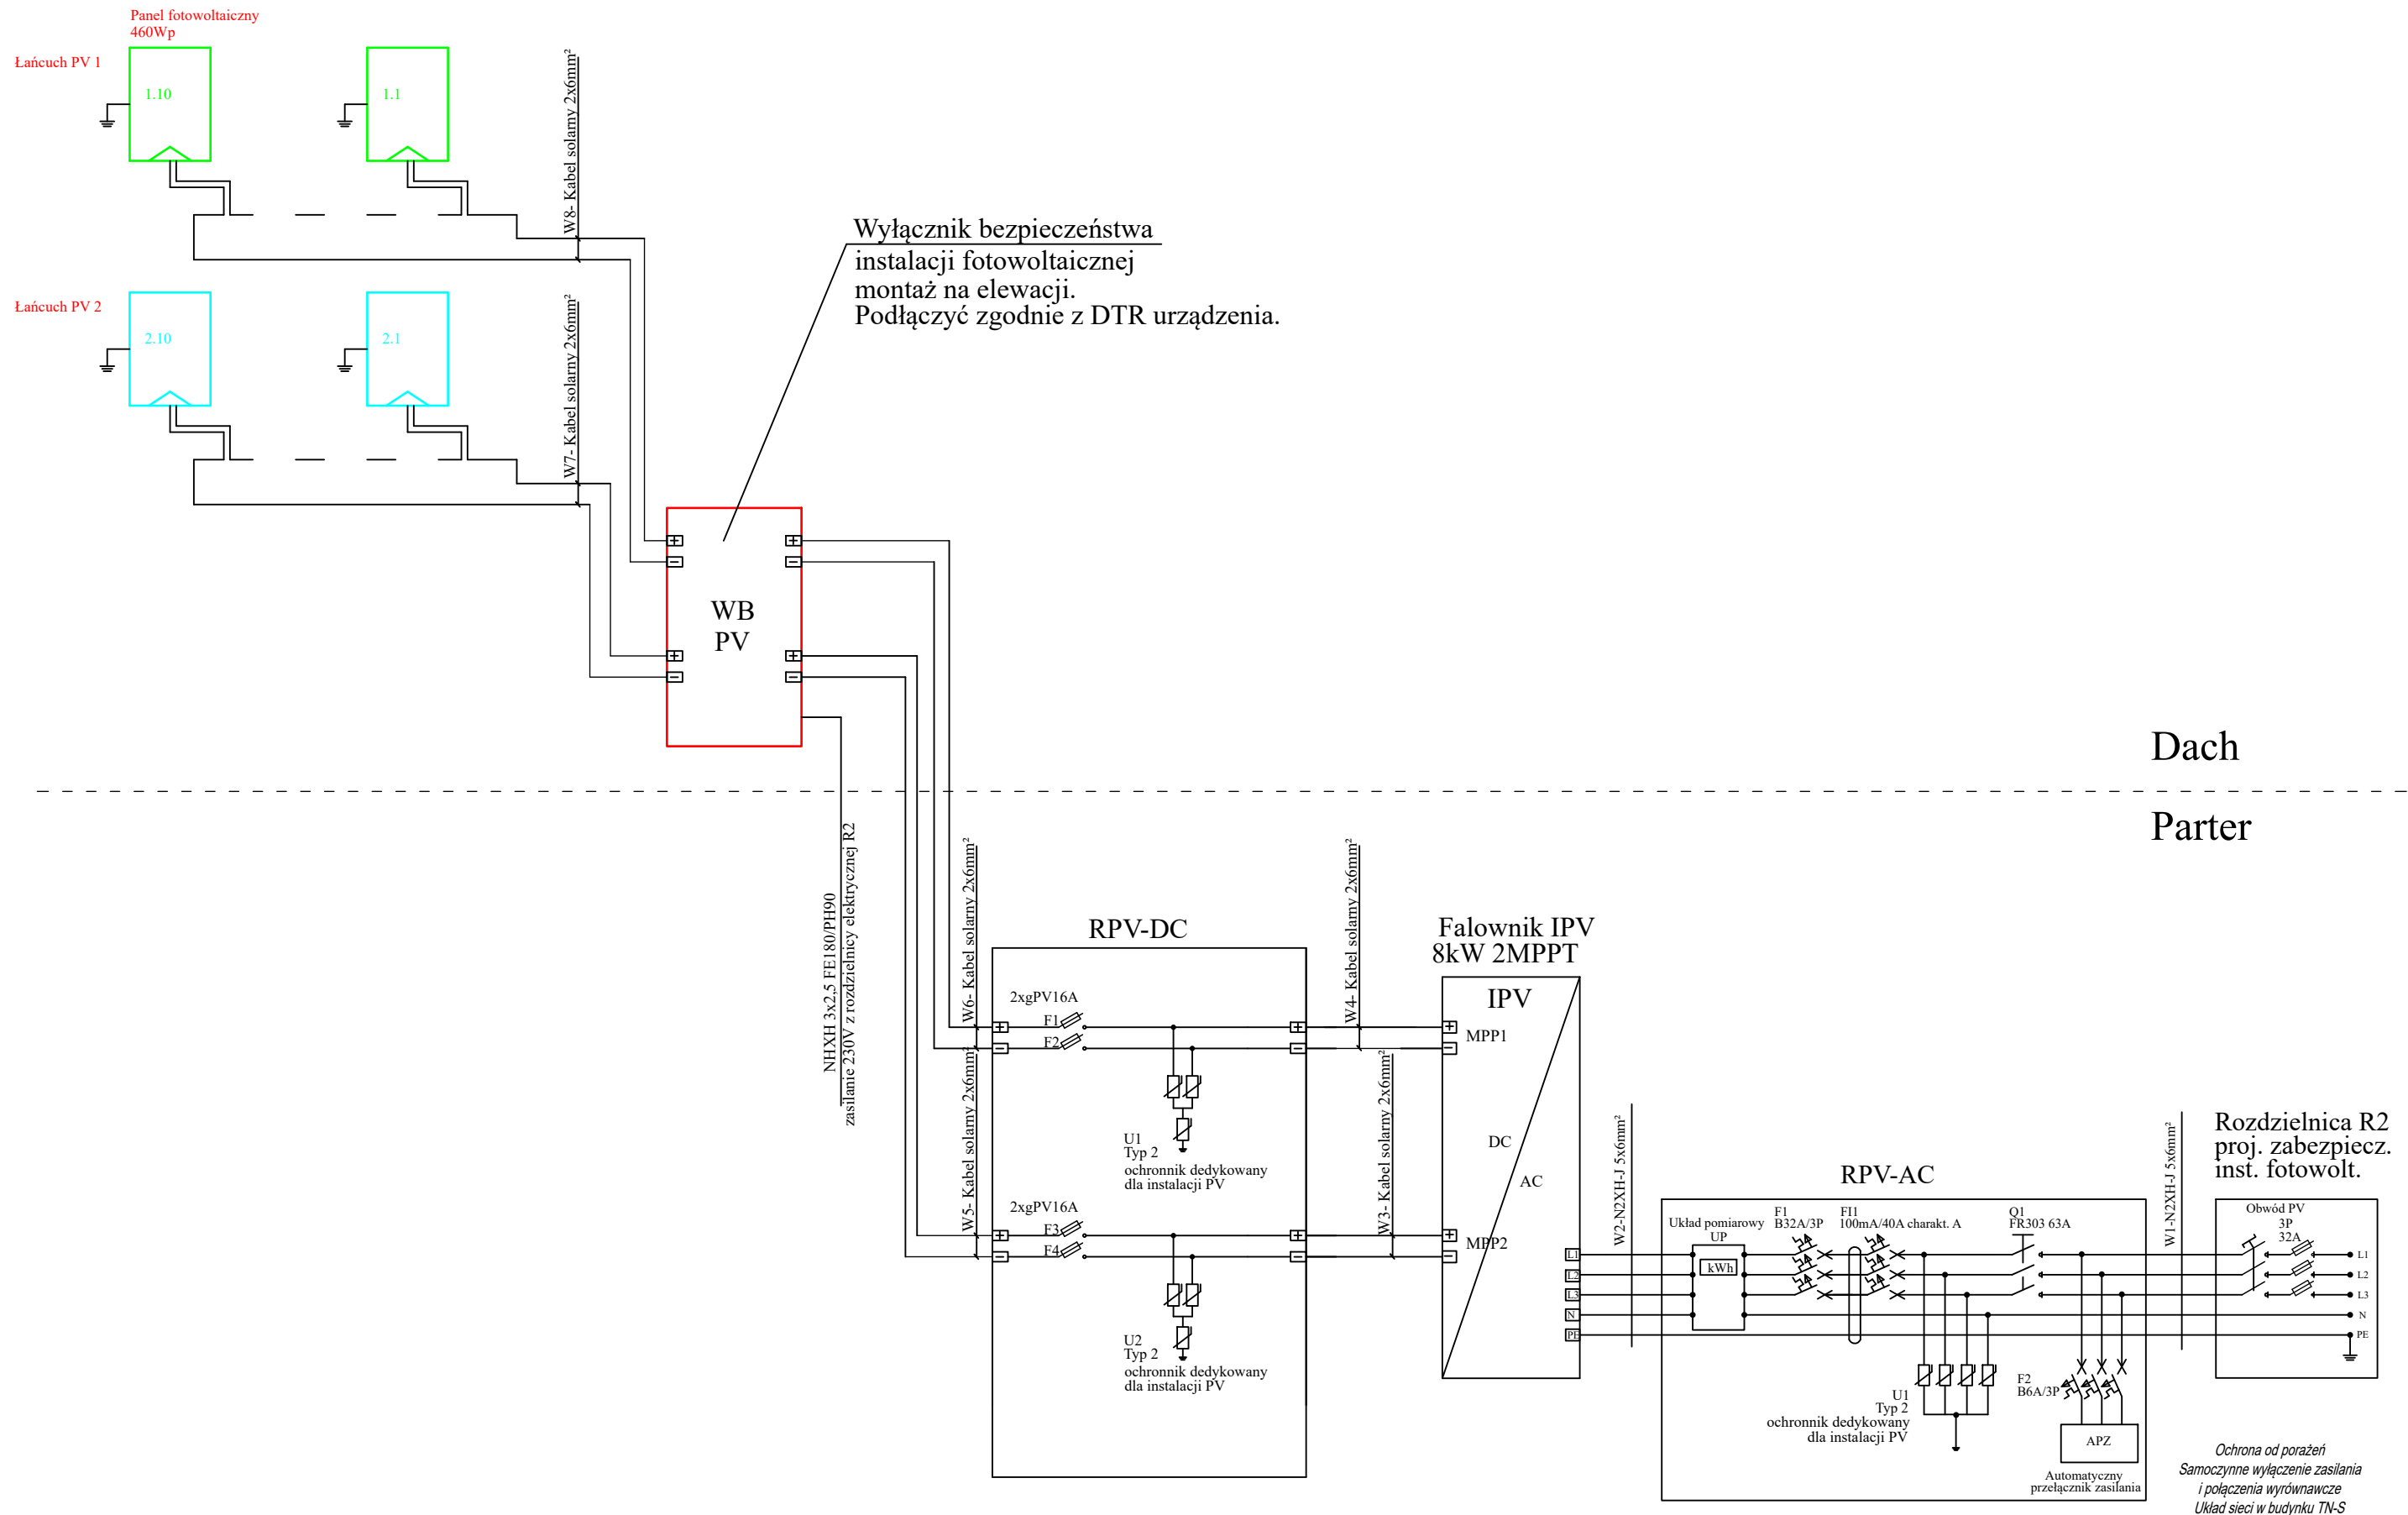 Panel fotowoltaiczny
460Wp
Łańcuch PV 1
1.10
1.1
W8- Kabel solarny 2x6mm²
Łańcuch PV 2
2.10
2.1
W7- Kabel solarny 2x6mm²
Wyłącznik bezpieczeństwa
instalacji fotowoltaicznej
montaż na elewacji.
Podłączyć zgodnie z DTR urządzenia.
WB
PV
Dach
Parter
NHXH 3x2,5 FE180/PH90
zasilanie 230V z rozdzielnicy elektrycznej R2
W6- Kabel solarny 2x6mm²
W5- Kabel solarny 2x6mm²
RPV-DC
2xgPV16A
F1
F2
U1
Typ 2
ochronnik dedykowany
dla instalacji PV
2xgPV16A
F3
F4
U2
Typ 2
ochronnik dedykowany
dla instalacji PV
W4- Kabel solarny 2x6mm²
W3- Kabel solarny 2x6mm²
Falownik IPV
8kW 2MPPT
IPV
MPP1
DC
AC
MPP2
L1
L2
L3
N
PE
W2-N2XH-J 5x6mm²
RPV-AC
Układ pomiarowy
UP
kWh
F1
B32A/3P
FI1
100mA/40A charakt. A
Q1
FR303 63A
U1
Typ 2
ochronnik dedykowany
dla instalacji PV
F2
B6A/3P
APZ
Automatyczny
przełącznik zasilania
W1-N2XH-J 5x6mm²
Rozdzielnica R2
proj. zabezpiecz.
inst. fotowolt.
Obwód PV
3P
32A
L1
L2
L3
N
PE
Ochrona od porażeń
Samoczynne wyłączenie zasilania
i połączenia wyrównawcze
Układ sieci w budynku TN-S